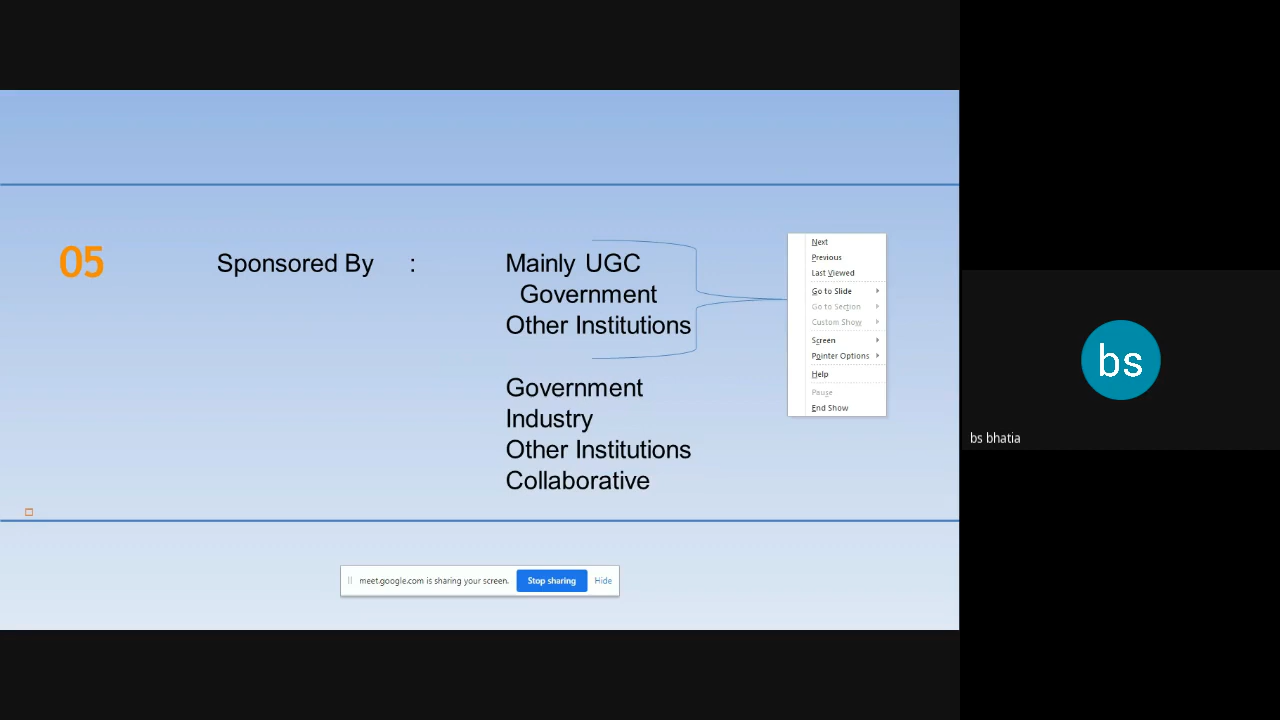 05 Sponsored By : Mainly UGC
Government
Other Institutions
Government
Industry
Other Institutions
Collaborative
Next
Previous
Last Viewed
Go to Slide
Go to Section
Custom Show
Screen
Pointer Options
Help
Pause
End Show
meet.google.com is sharing your screen. Stop sharing Hide
bs
bs bhatia